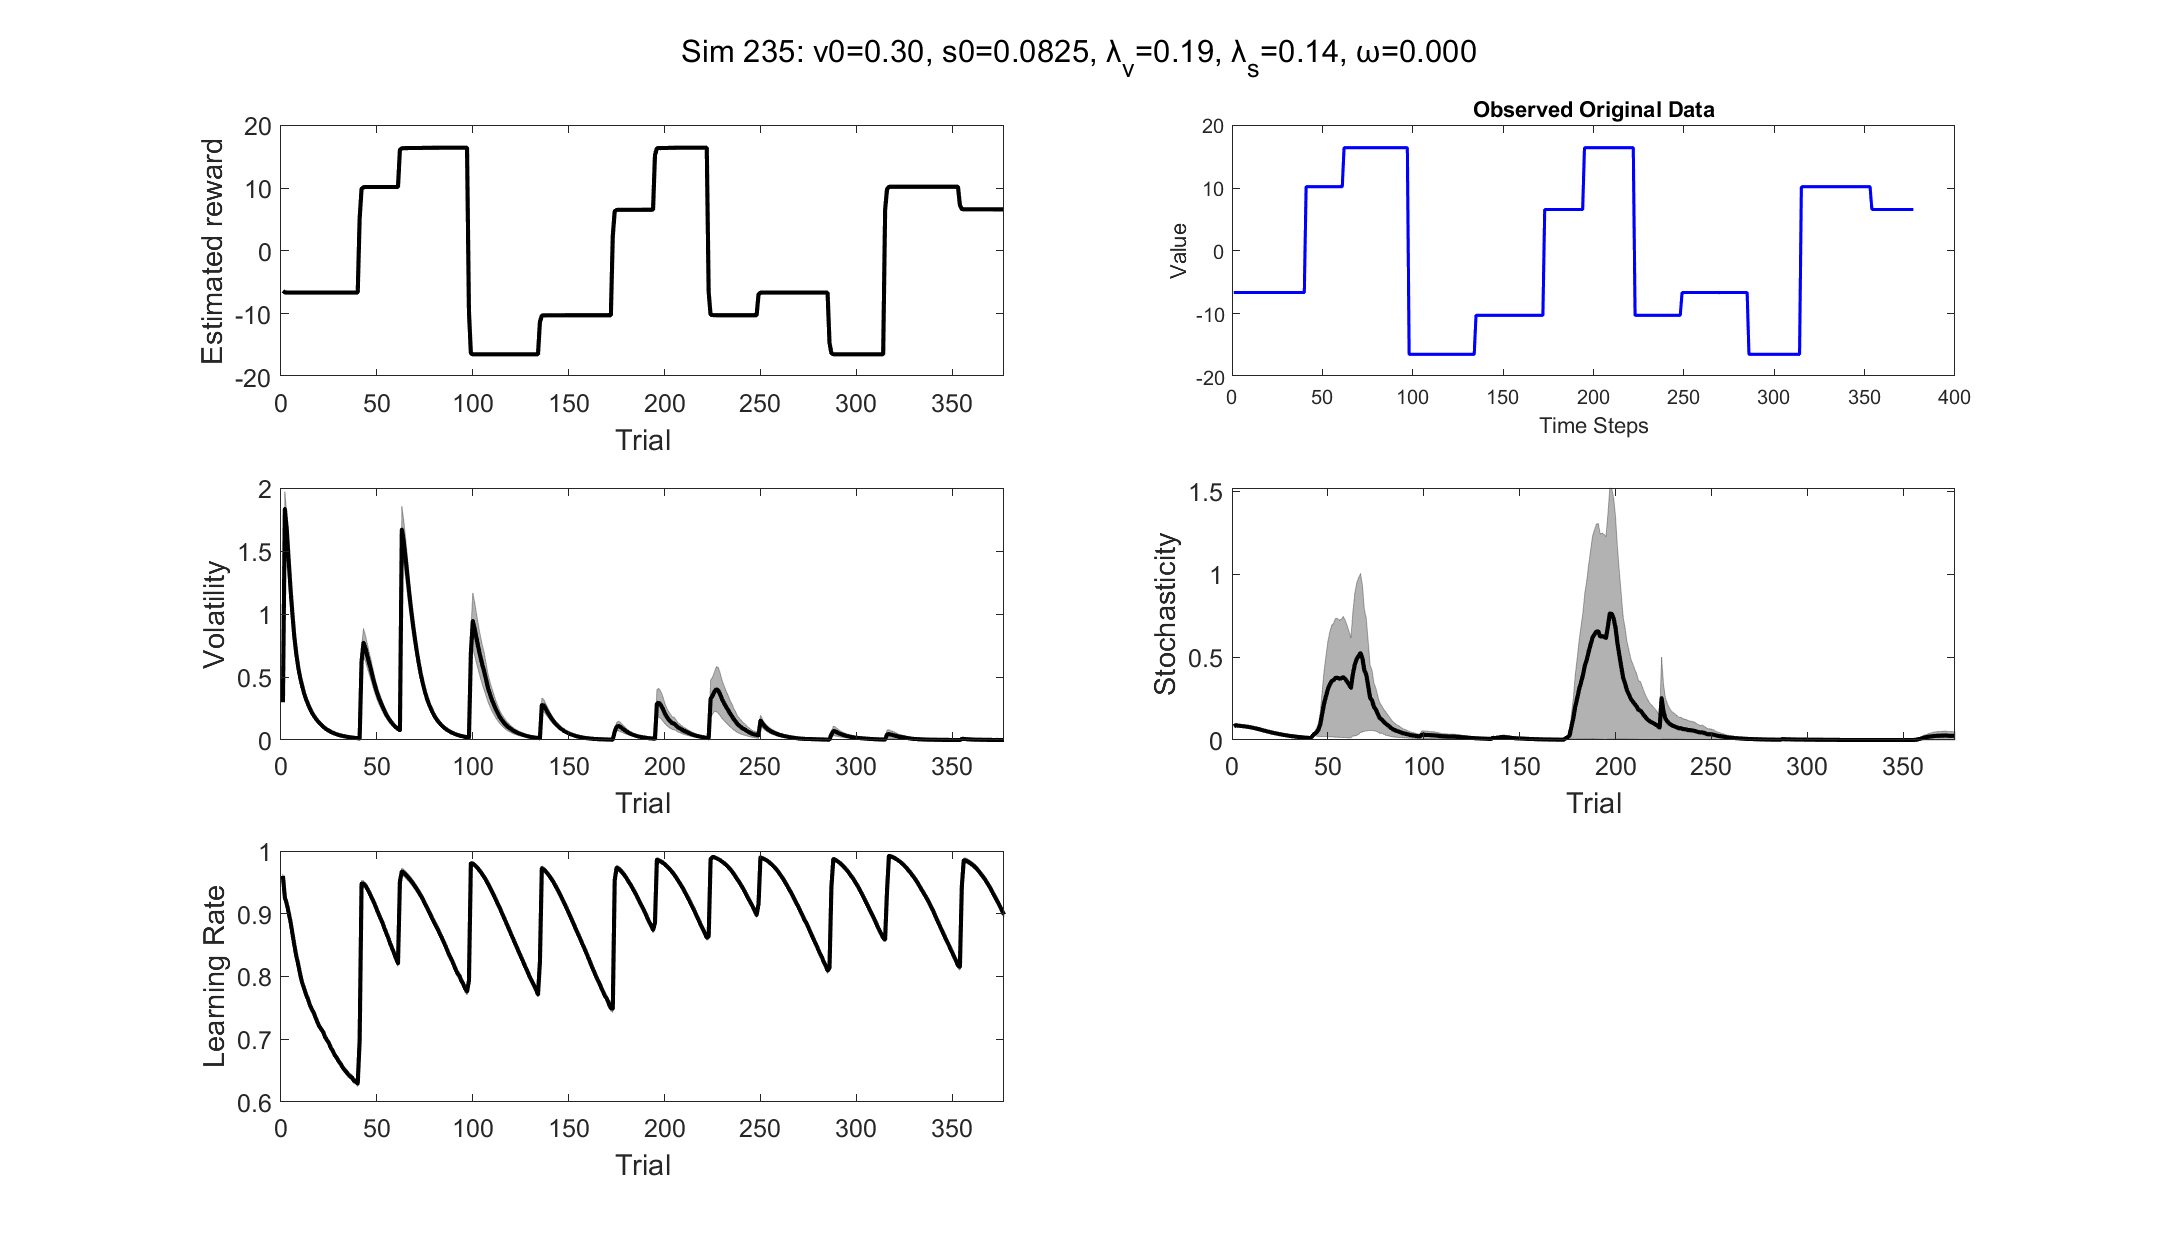 Sim 235: v0=0.30, s0=0.0825, λv=0.19, λs=0.14, ω=0.000
Estimated reward
20
10
0
-10
-20
0 50 100 150 200 250 300 350
Trial
Observed Original Data
Value
20
10
0
-10
-20
0 50 100 150 200 250 300 350 400
Time Steps
Volatility
2
1.5
1
0.5
0
0 50 100 150 200 250 300 350
Trial
Stochasticity
1.5
1
0.5
0
0 50 100 150 200 250 300 350
Trial
Learning Rate
1
0.9
0.8
0.7
0.6
0 50 100 150 200 250 300 350
Trial